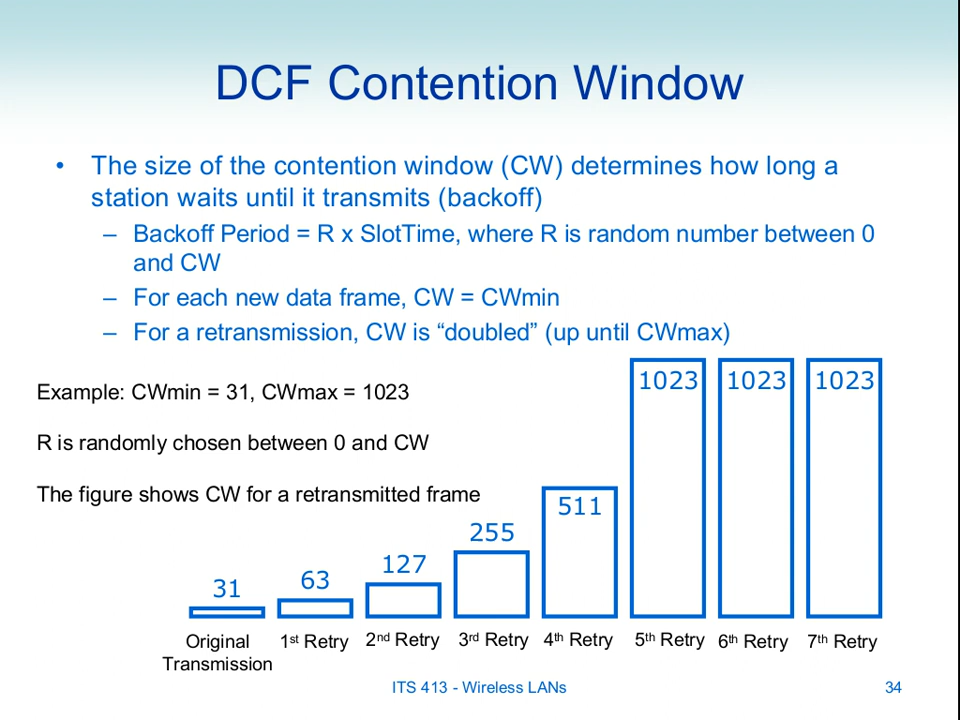 DCF Contention Window
• The size of the contention window (CW) determines how long a
station waits until it transmits (backoff)
– Backoff Period = R x SlotTime, where R is random number between 0
and CW
– For each new data frame, CW = CWmin
– For a retransmission, CW is “doubled” (up until CWmax)
Example: CWmin = 31, CWmax = 1023
R is randomly chosen between 0 and CW
The figure shows CW for a retransmitted frame
31 63 127 255 511 1023 1023 1023
Original 1st Retry 2nd Retry 3rd Retry 4th Retry 5th Retry 6th Retry 7th Retry
Transmission
ITS 413 - Wireless LANs 34